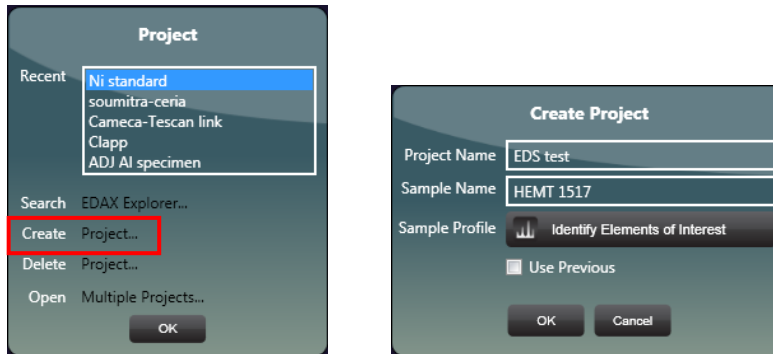 Project
Recent
Ni standard
soumitra-ceria
Cameca-Tescan link
Clapp
ADJ Al specimen
Search EDAX Explorer...
Create Project...
Delete Project...
Open Multiple Projects...
OK
Create Project
Project Name EDS test
Sample Name HEMT 1517
Sample Profile Identify Elements of Interest
Use Previous
OK Cancel